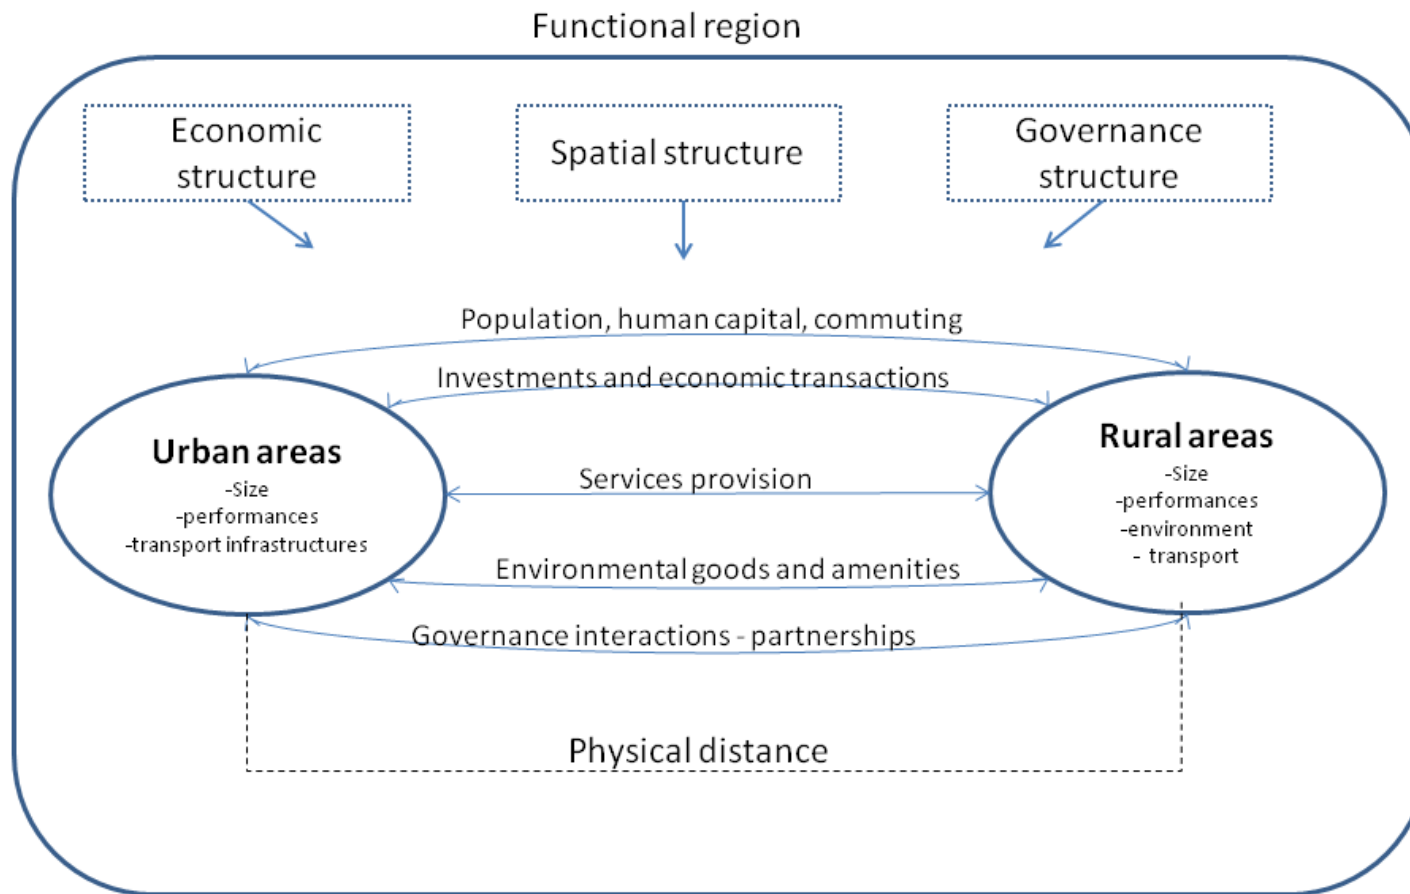 Functional region
Economic
structure
Spatial structure
Governance
structure
Population, human capital, commuting
Investments and economic transactions
Urban areas
-Size
-performances
-transport infrastructures
Services provision
Rural areas
-Size
-performances
-environment
- transport
Environmental goods and amenities
Governance interactions - partnerships
Physical distance